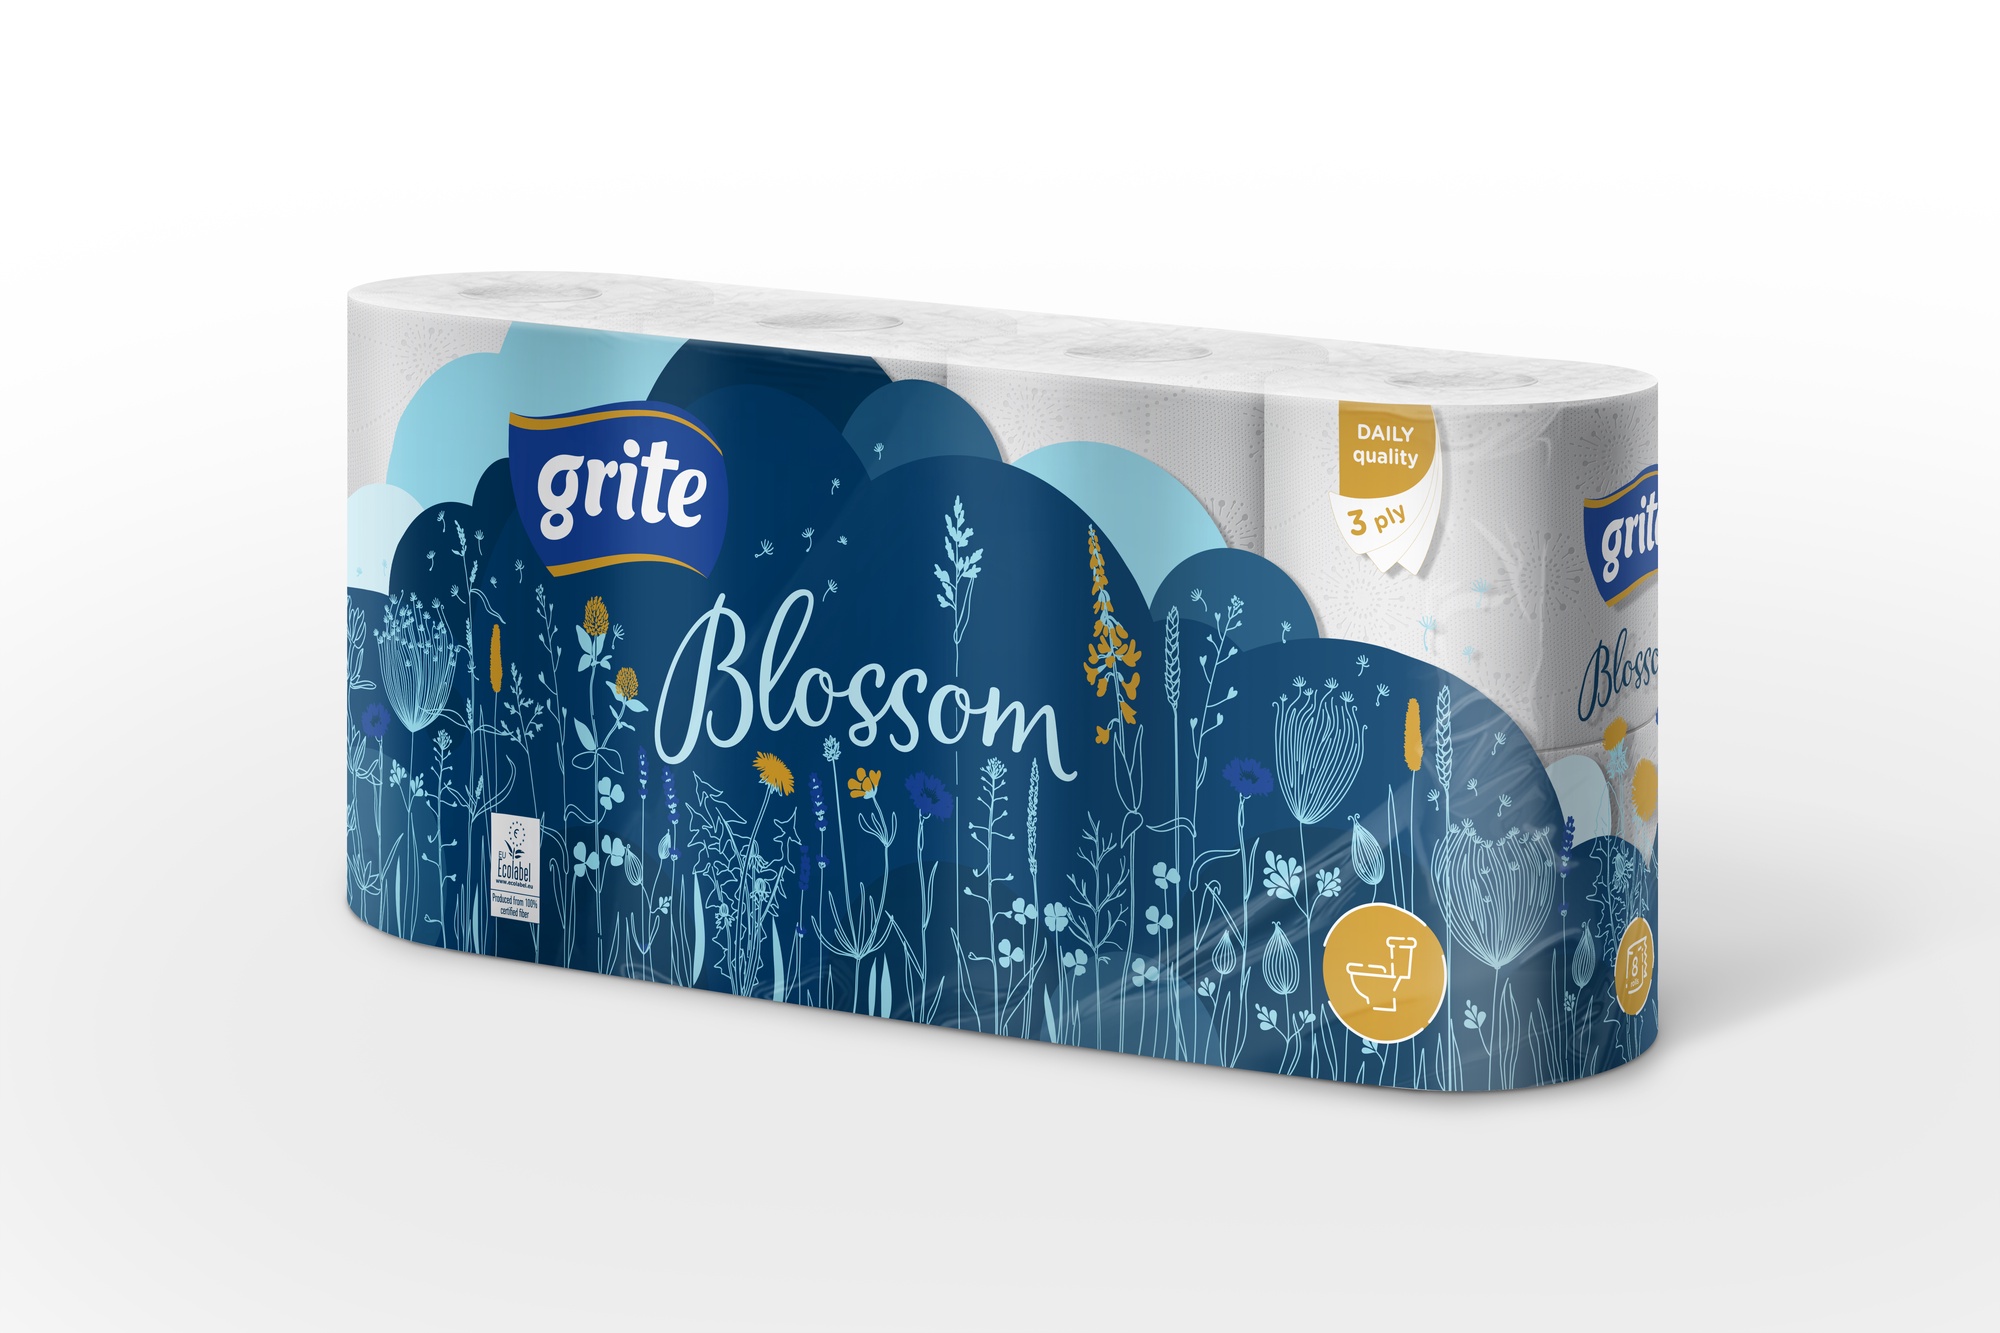 grite
Blossom
DAILY
quality
3 ply
EU
Ecolabel
www.ecolabel.eu
Produced from 100%
certified fiber
grite
Blosso
8